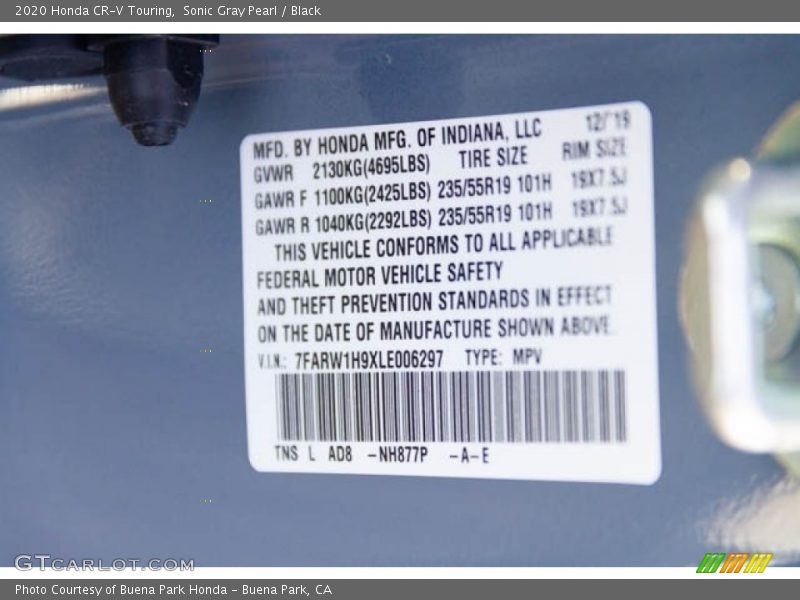 2020 Honda CR-V Touring, Sonic Gray Pearl / Black
MFD. BY HONDA MFG. OF INDIANA, LLC 12/'19
GVWR 2130KG(4695LBS) TIRE SIZE RIM SIZE
GAWR F 1100KG(2425LBS) 235/55R19 101H 19X7.5J
GAWR R 1040KG(2292LBS) 235/55R19 101H 19X7.5J
THIS VEHICLE CONFORMS TO ALL APPLICABLE
FEDERAL MOTOR VEHICLE SAFETY
AND THEFT PREVENTION STANDARDS IN EFFECT
ON THE DATE OF MANUFACTURE SHOWN ABOVE.
V.I.N.: 7FARW1H9XLE006297 TYPE: MPV
TNS L AD8 -NH877P -A-E
GTCARLOT.COM
Photo Courtesy of Buena Park Honda - Buena Park, CA